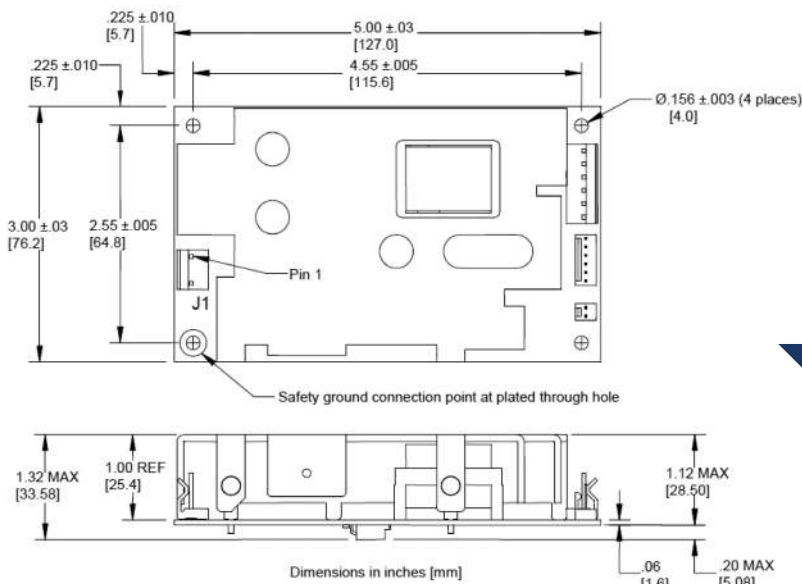 .225 ±.010
[5.7]
5.00 ±.03
[127.0]
.225 ±.010
[5.7]
4.55 ±.005
[115.6]
Ø.156 ±.003 (4 places)
[4.0]
3.00 ±.03
[76.2]
2.55 ±.005
[64.8]
Pin 1
J1
Safety ground connection point at plated through hole
1.32 MAX
[33.58]
1.00 REF
[25.4]
1.12 MAX
[28.50]
Dimensions in inches [mm]
.06
[1.6]
.20 MAX
[5.08]